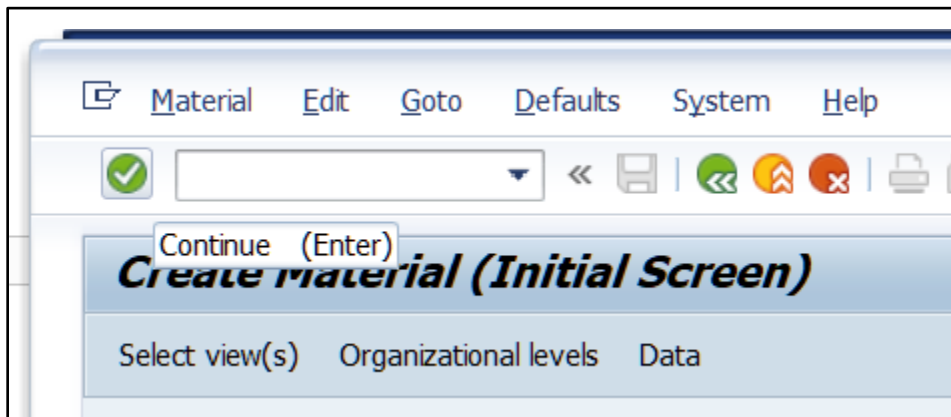 Material Edit Goto Defaults System Help
Continue (Enter)
Create Material (Initial Screen)
Select view(s) Organizational levels Data